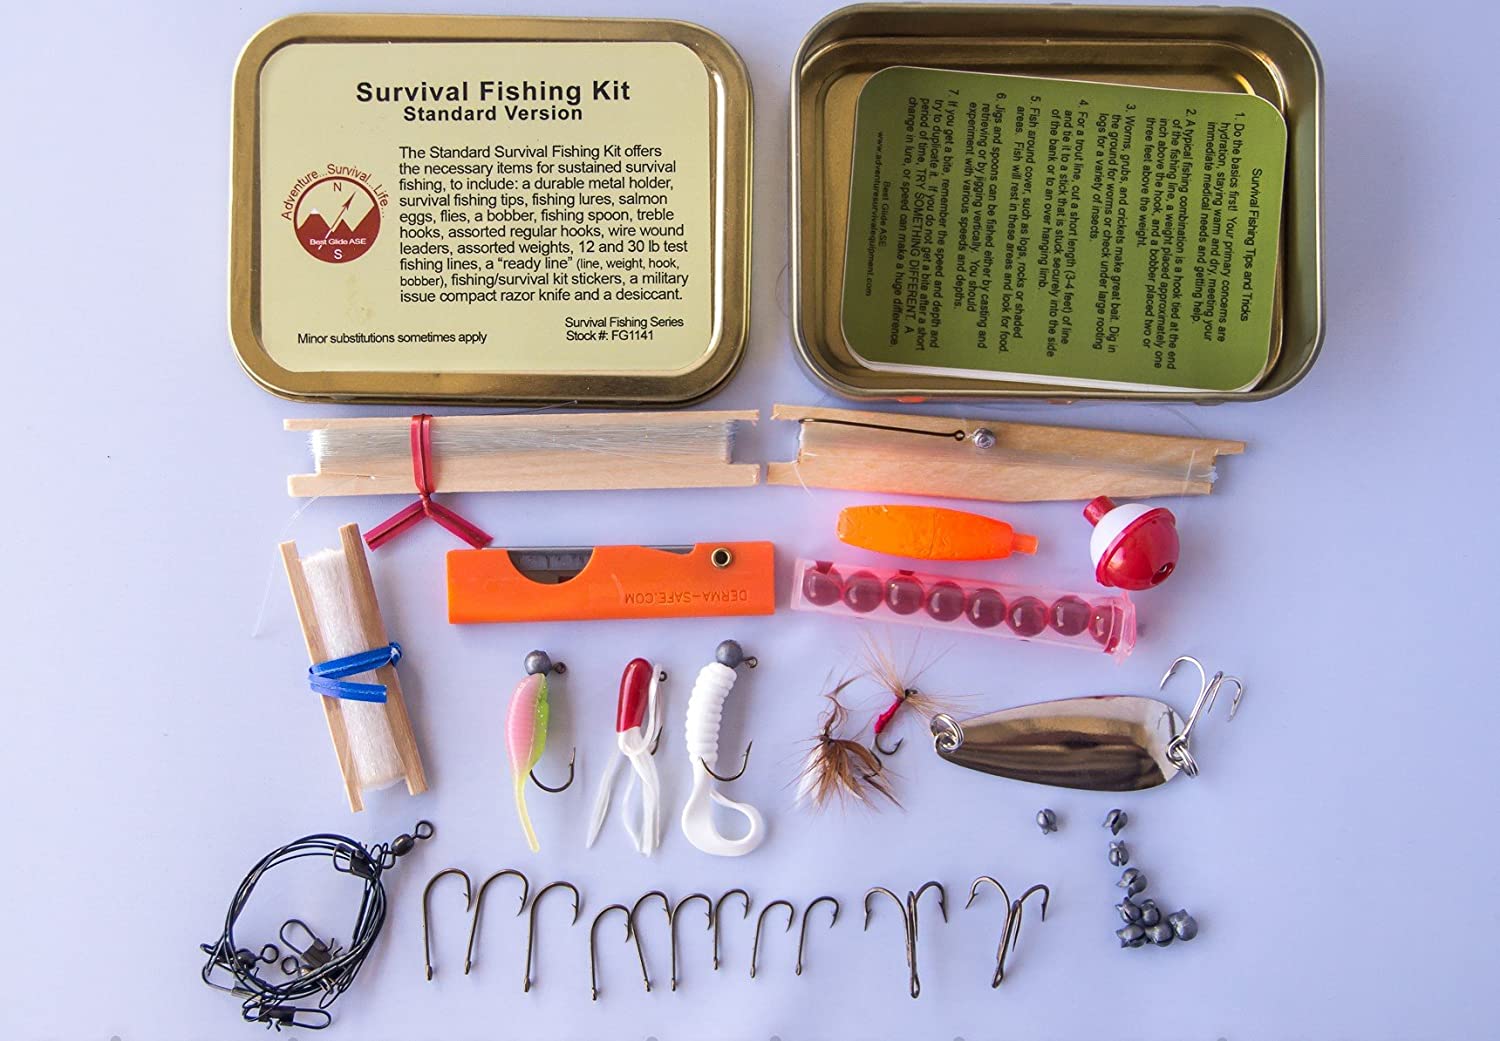 Survival Fishing Kit
Standard Version
The Standard Survival Fishing Kit offers
the necessary items for sustained survival
fishing, to include: a durable metal holder,
survival fishing tips, fishing lures, salmon
eggs, flies, a bobber, fishing spoon, treble
hooks, assorted regular hooks, wire wound
leaders, assorted weights, 12 and 30 lb test
fishing lines, a “ready line” (line, weight, hook,
bobber), fishing/survival kit stickers, a military
issue compact razor knife and a desiccant.
Adventure...Survival...Life...
N
Best Glide ASE
S
Survival Fishing Series
Minor substitutions sometimes apply
Stock #: FG1141
Survival Fishing Tips and Tricks
1. Do the basics first! Your primary concerns are
hydration, staying warm and dry, meeting your
immediate medical needs and getting help.
2. A typical fishing combination is a hook tied at the end
of the fishing line, a weight placed approximately one
inch above the hook, and a bobber placed two or
three feet above the weight.
3. Worms, grubs, and crickets make great bait. Dig in
the ground for worms or check under large rooting
logs for a variety of insects.
4. For a trout line, cut a short length (3-4 feet) of line
and tie it to a stick that is stuck securely into the side
of the bank or to an over hanging limb.
5. Fish around cover, such as logs, rocks or shaded
areas. Fish will rest in these areas and look for food.
6. Jigs and spoons can be fished either by casting and
retrieving or by jigging vertically. You should
experiment with various speeds and depths.
7. If you get a bite, remember the speed and depth and
try to duplicate it. If you do not get a bite after a short
period of time, TRY SOMETHING DIFFERENT. A
change in lure, or speed can make a huge difference.
Best Glide ASE
www.adventuresurvivalequipment.com
DERMA-SAFE.COM